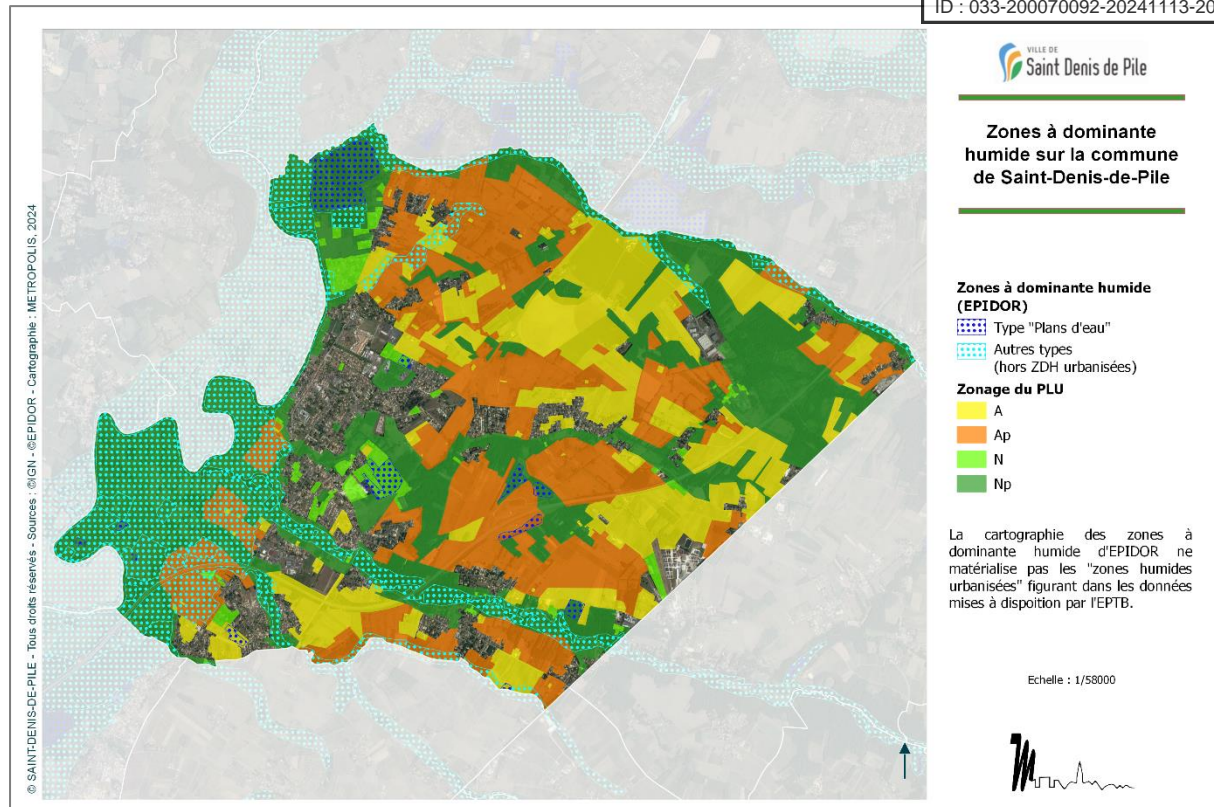 ID : 033-200070092-20241113-20
VILLE DE
Saint Denis de Pile
Zones à dominante
humide sur la commune
de Saint-Denis-de-Pile
Zones à dominante humide
(EPIDOR)
Type "Plans d'eau"
Autres types
(hors ZDH urbanisées)
Zonage du PLU
A
Ap
N
Np
La cartographie des zones à
dominante humide d'EPIDOR ne
matérialise pas les "zones humides
urbanisées" figurant dans les données
mises à dispoition par l'EPTB.
Echelle : 1/58000
© SAINT-DENIS-DE-PILE - Tous droits réservés - Sources : ©IGN - ©EPIDOR - Cartographie : METROPOLIS, 2024